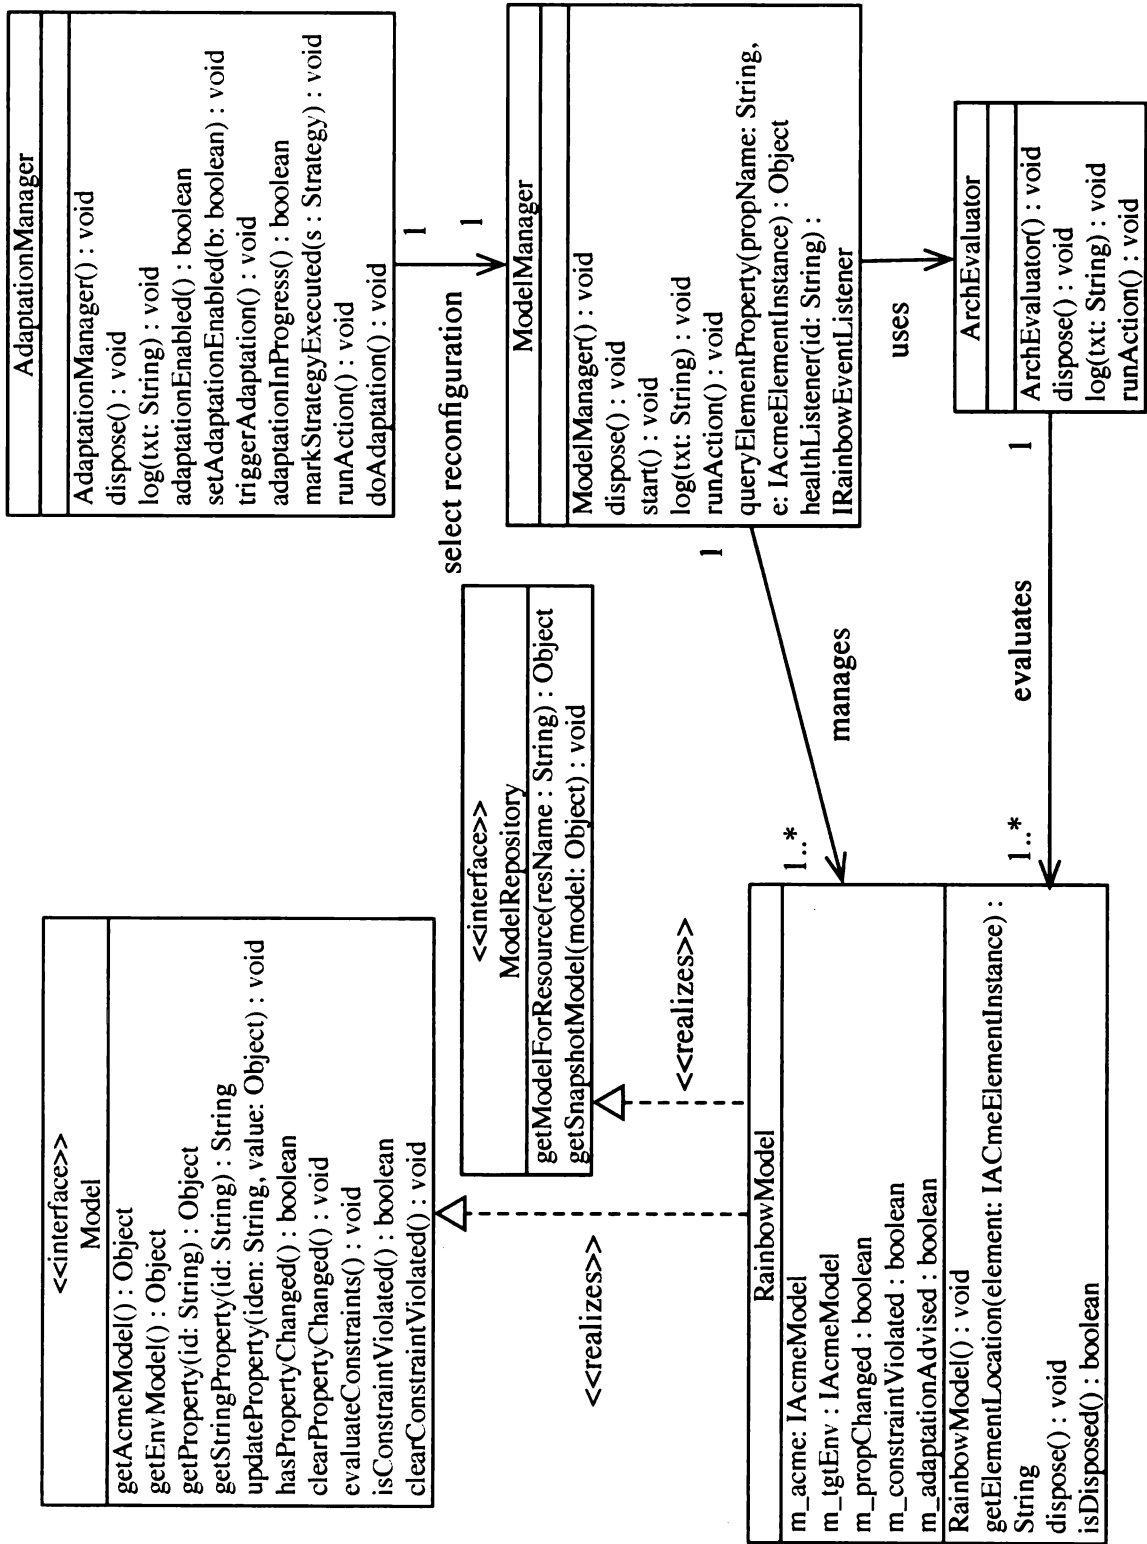 <<interface>>
Model
getAcmeModel() : Object
getEnvModel() : Object
getProperty(id: String) : Object
getStringProperty(id: String) : String
updateProperty(iden: String, value: Object) : void
hasPropertyChanged() : boolean
clearPropertyChanged() : void
evaluateConstraints() : void
isConstraintViolated() : boolean
clearConstraintViolated() : void
AdaptationManager
AdaptationManager() : void
dispose() : void
log(txt: String) : void
adaptationEnabled() : boolean
setAdaptationEnabled(b: boolean) : void
triggerAdaptation() : void
adaptationInProgress() : boolean
markStrategyExecuted(s : Strategy) : void
runAction() : void
doAdaptation() : void
select reconfiguration
1
1
<<interface>>
ModelRepository
getModelForResource(resName : String) : Object
getSnapshotModel(model: Object) : void
ModelManager
ModelManager() : void
dispose() : void
start() : void
log(txt: String) : void
runAction() : void
queryElementProperty(propName: String,
e: IAcmeElementInstance) : Object
healthListener(id: String) :
IRainbowEventListener
<<realizes>>
<<realizes>>
1
manages
1..*
uses
RainbowModel
m_acme: IAcmeModel
m_tgtEnv : IAcmeModel
m_propChanged : boolean
m_constraintViolated : boolean
m_adaptationAdvised : boolean
RainbowModel() : void
getElementLocation(element: IACmeElementInstance) :
String
dispose() : void
isDisposed() : boolean
1..*
evaluates
1
ArchEvaluator
ArchEvaluator() : void
dispose() : void
log(txt: String) : void
runAction() : void